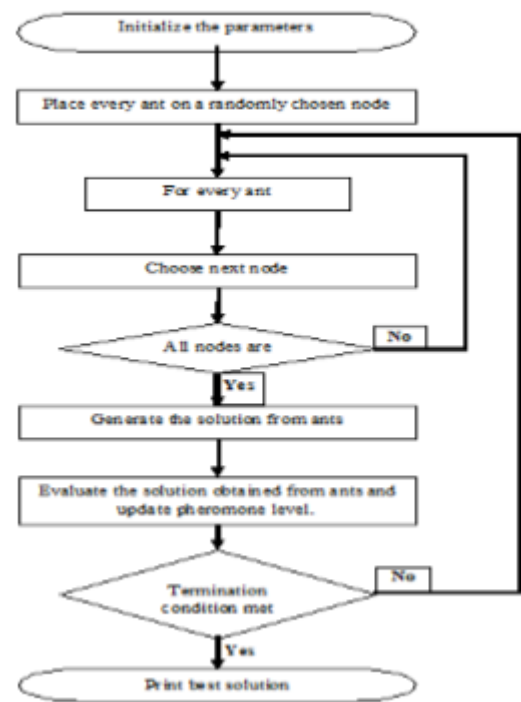 Initialize the parameters
Place every ant on a randomly chosen node
For every ant
Choose next node
All nodes are
No
Yes
Generate the solution from ants
Evaluate the solution obtained from ants and
update pheromone level.
No
Termination
condition met
Yes
Print best solution